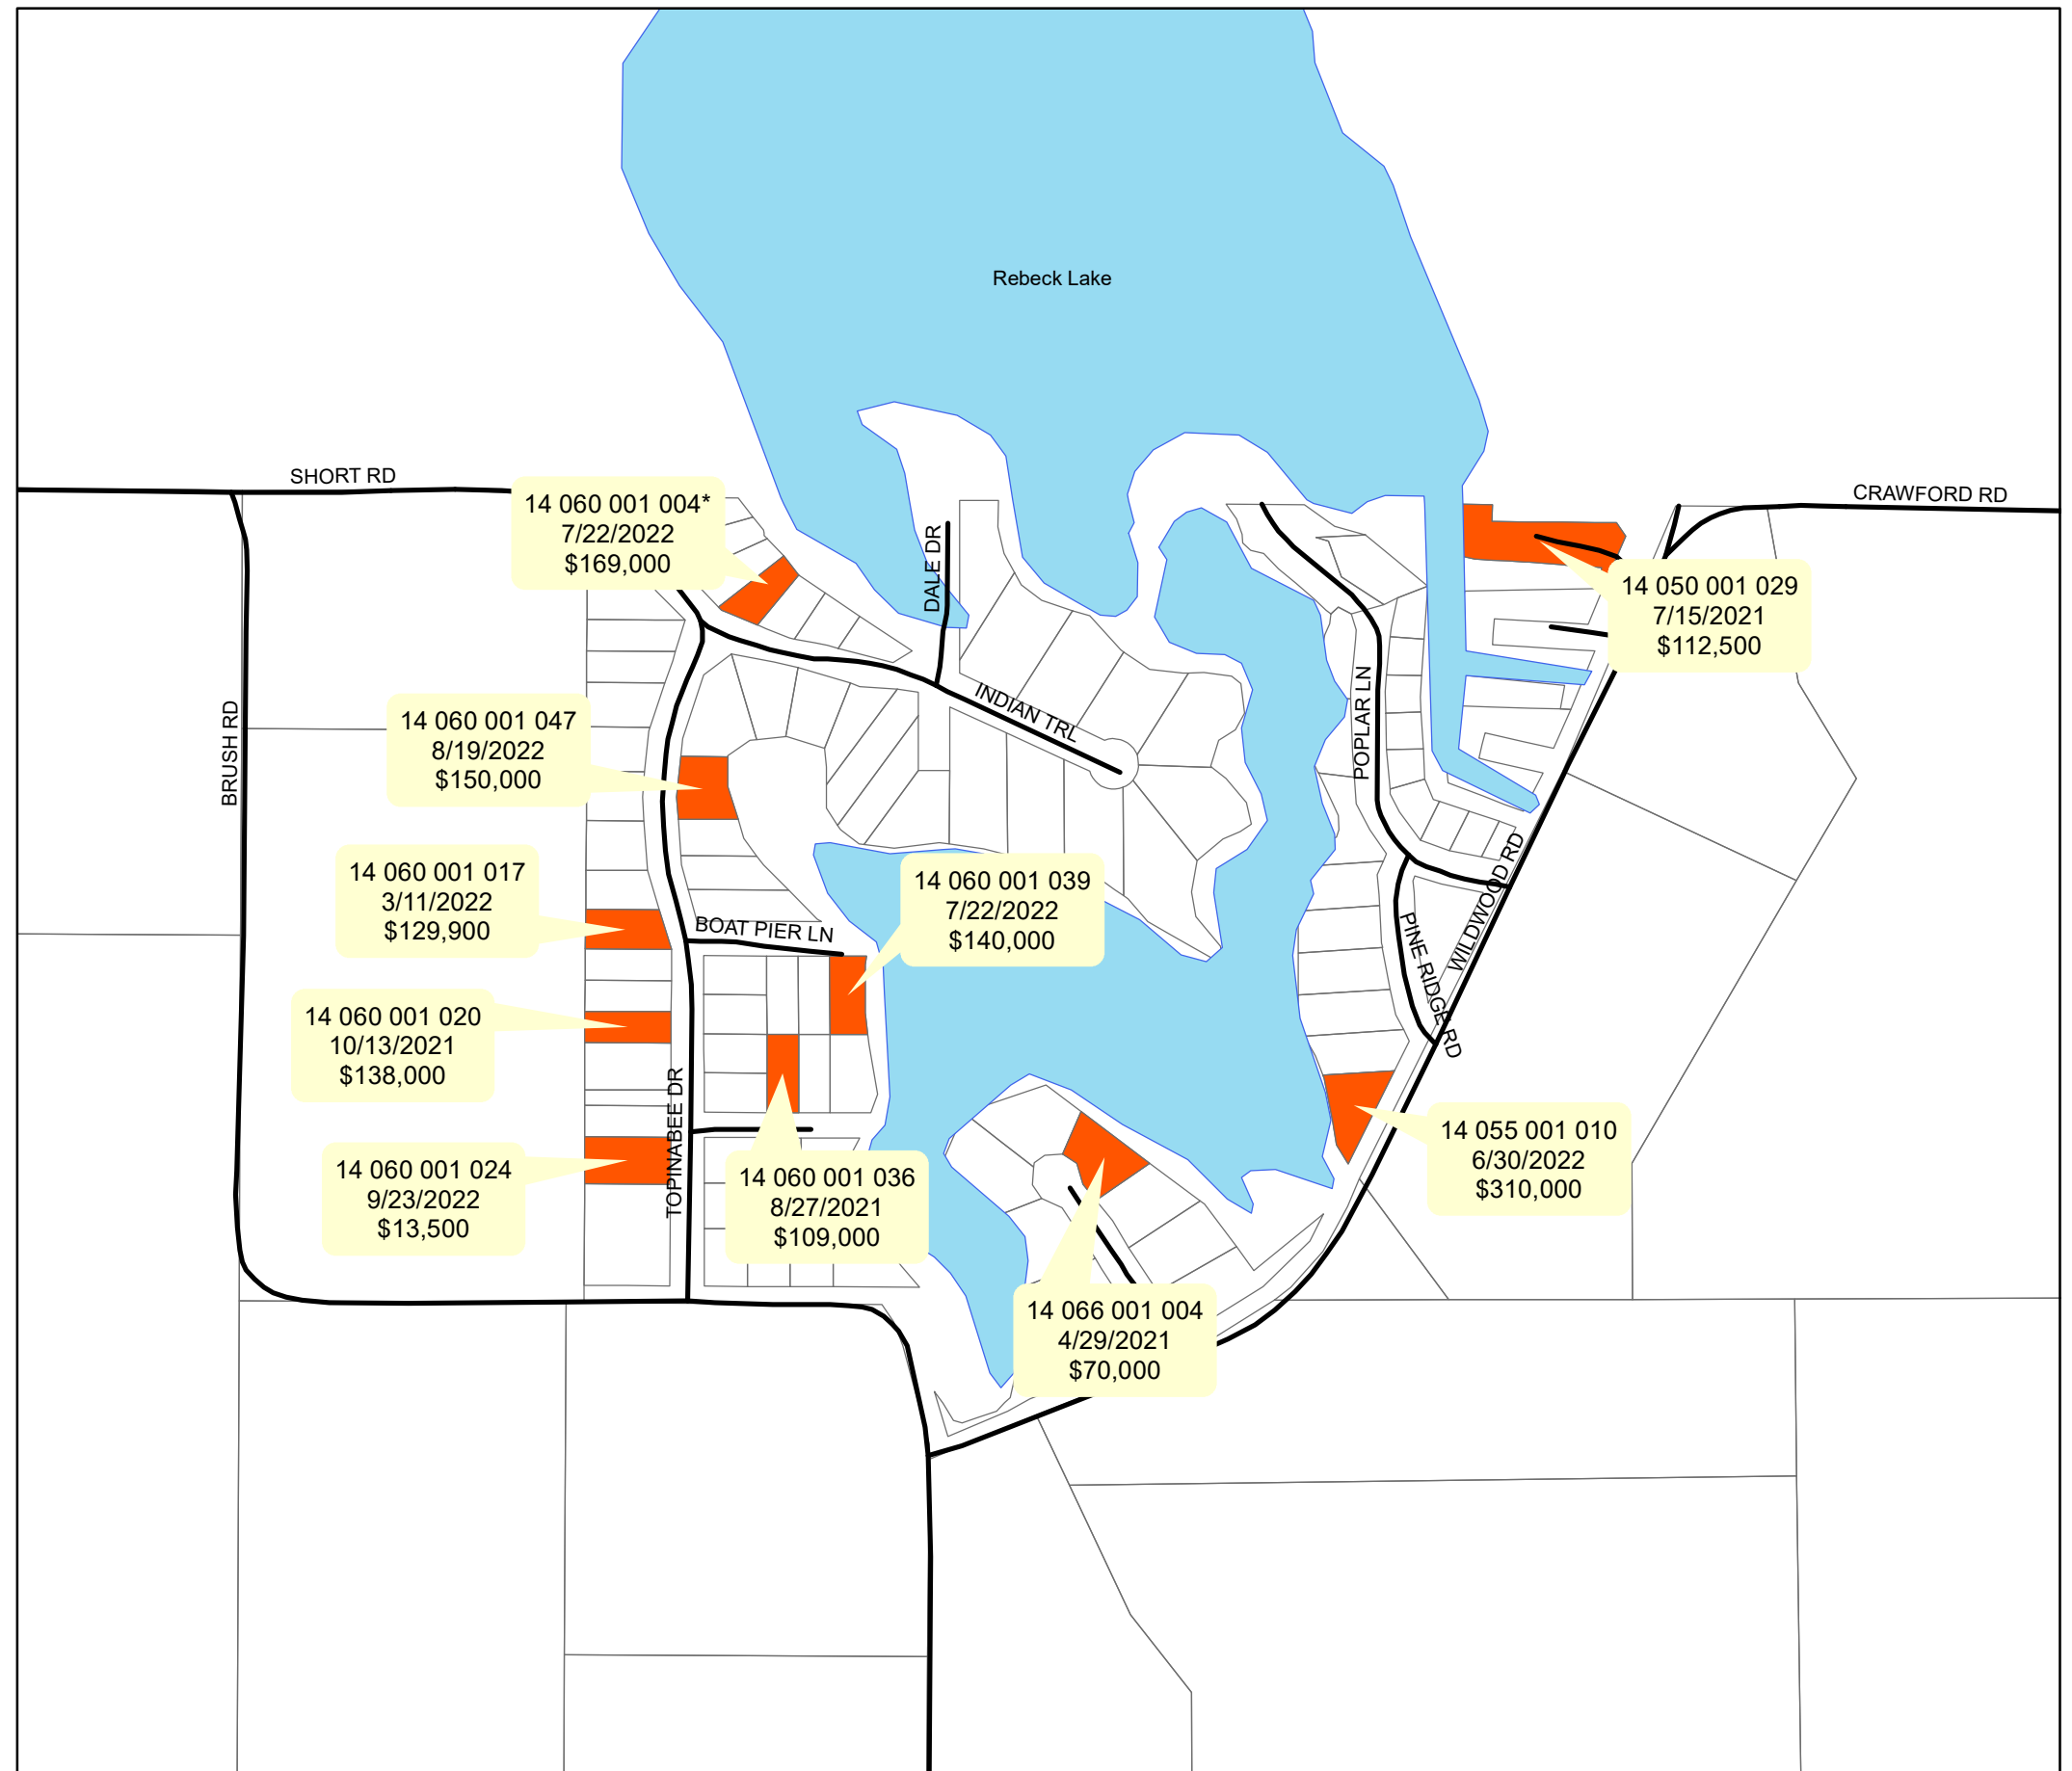 Rebeck Lake
SHORT RD
CRAWFORD RD
14 060 001 004*
7/22/2022
$169,000
DALE DR
14 050 001 029
7/15/2021
$112,500
INDIAN TRL
POPLAR LN
BRUSH RD
14 060 001 047
8/19/2022
$150,000
14 060 001 017
3/11/2022
$129,900
14 060 001 039
7/22/2022
$140,000
BOAT PIER LN
WILDWOOD RD
PINE RIDGE RD
14 060 001 020
10/13/2021
$138,000
TOPINABEE DR
14 060 001 024
9/23/2022
$13,500
14 060 001 036
8/27/2021
$109,000
14 055 001 010
6/30/2022
$310,000
14 066 001 004
4/29/2021
$70,000